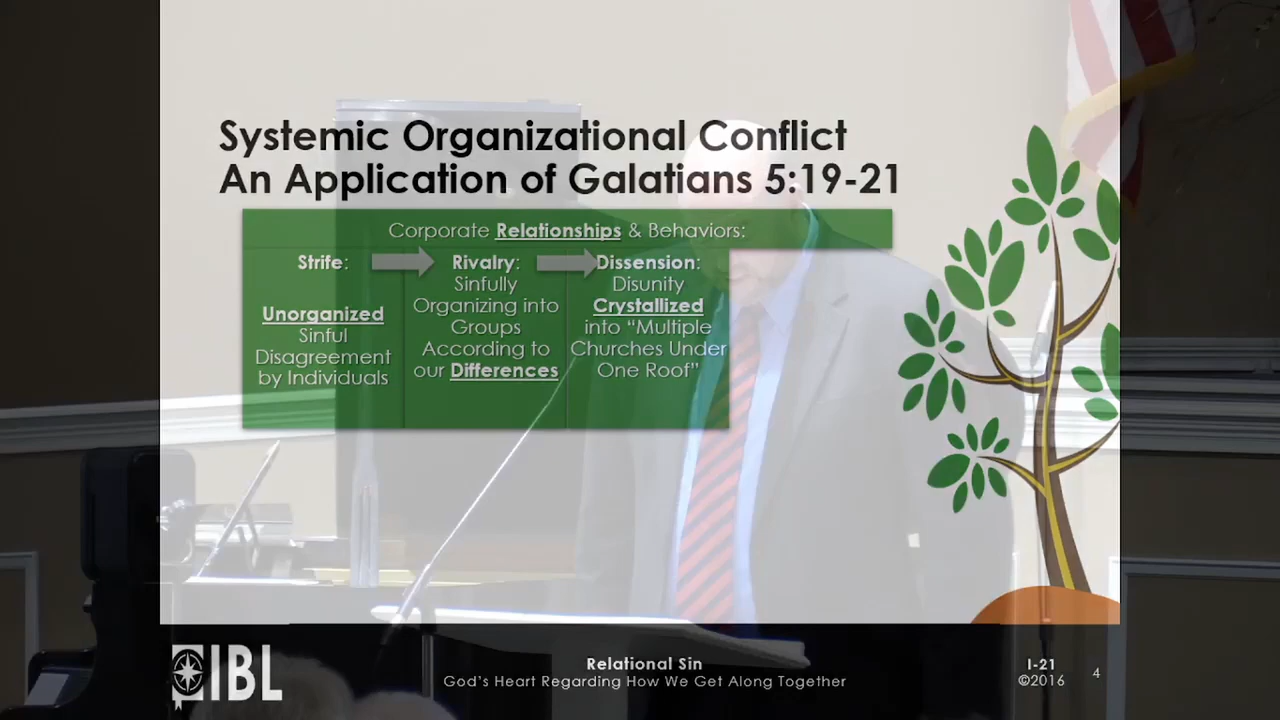 Systemic Organizational Conflict
An Application of Galatians 5:19-21
Corporate Relationships & Behaviors:
Strife:
Unorganized
Sinful
Disagreement
by Individuals
Rivalry:
Sinfully
Organizing into
Groups
According to
our Differences
Dissension:
Disunity
Crystallized
into “Multiple
Churches Under
One Roof”
IBL
Relational Sin
God’s Heart Regarding How We Get Along Together
I-21
©2016
4